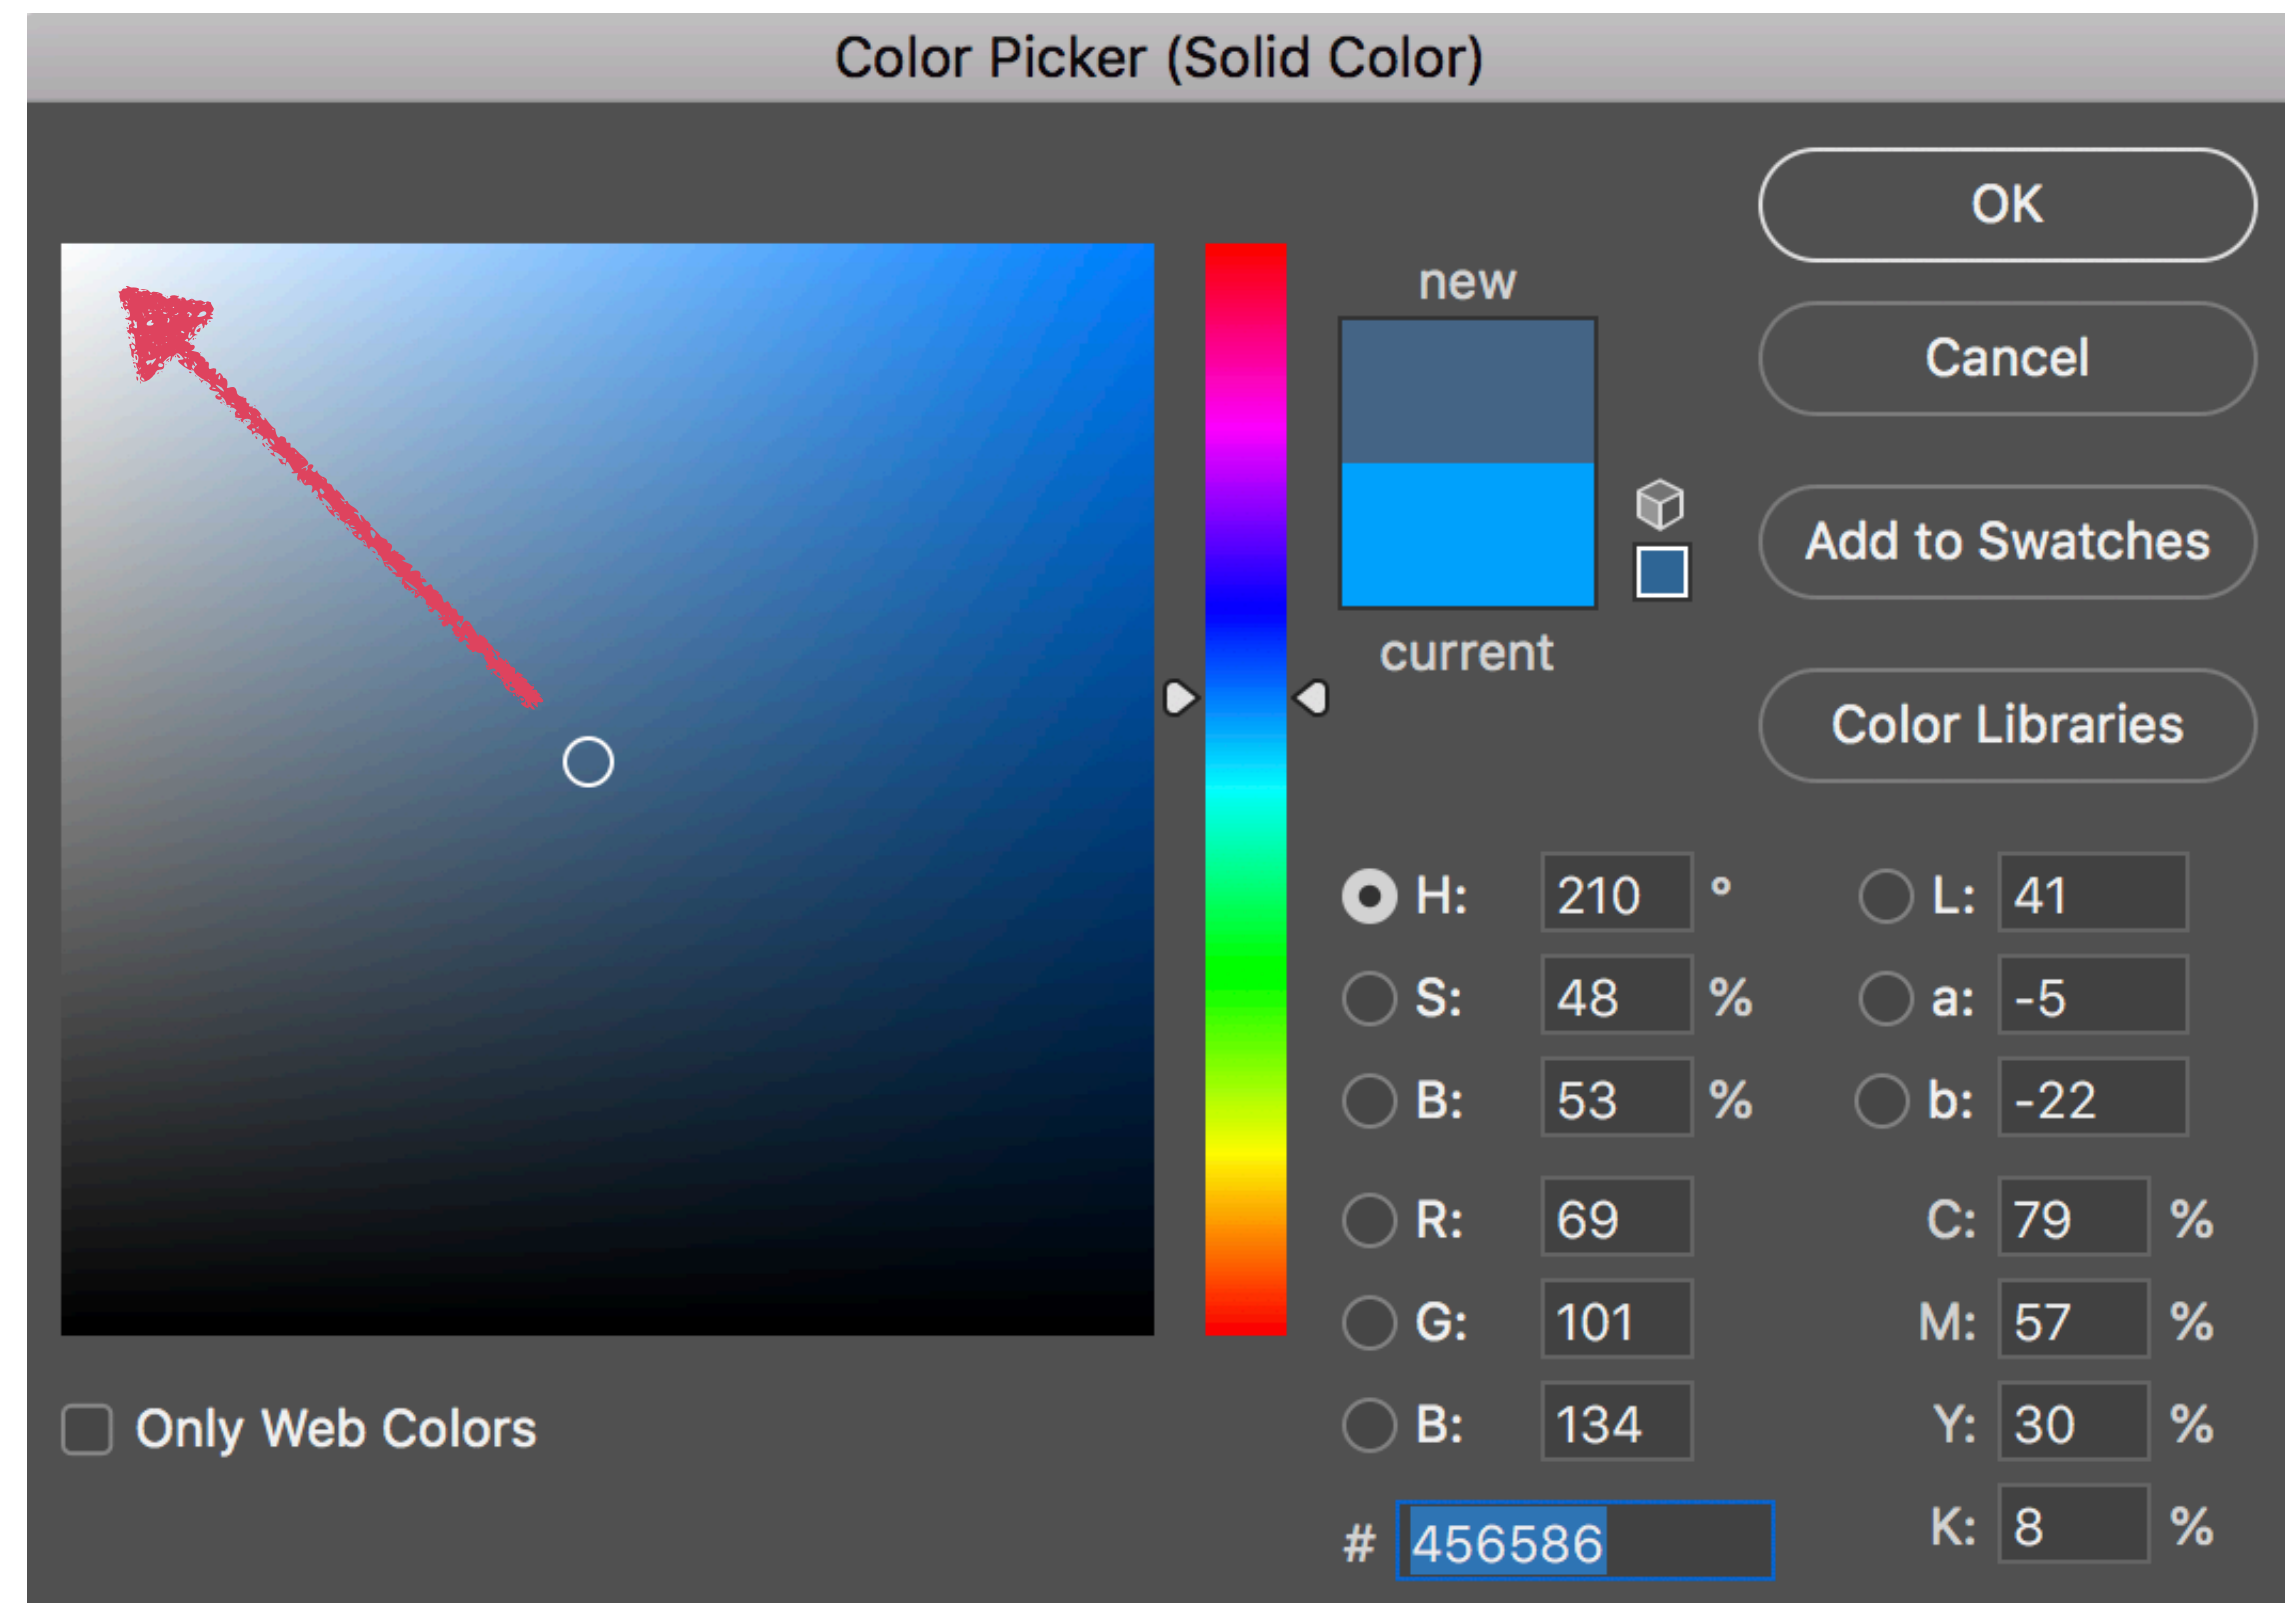 Color Picker (Solid Color)
OK
new
Cancel
Add to Swatches
current
Color Libraries
H: 210 °
L: 41
S: 48 %
a: -5
B: 53 %
b: -22
R: 69
C: 79 %
G: 101
M: 57 %
B: 134
Y: 30 %
Only Web Colors
# 456586
K: 8 %